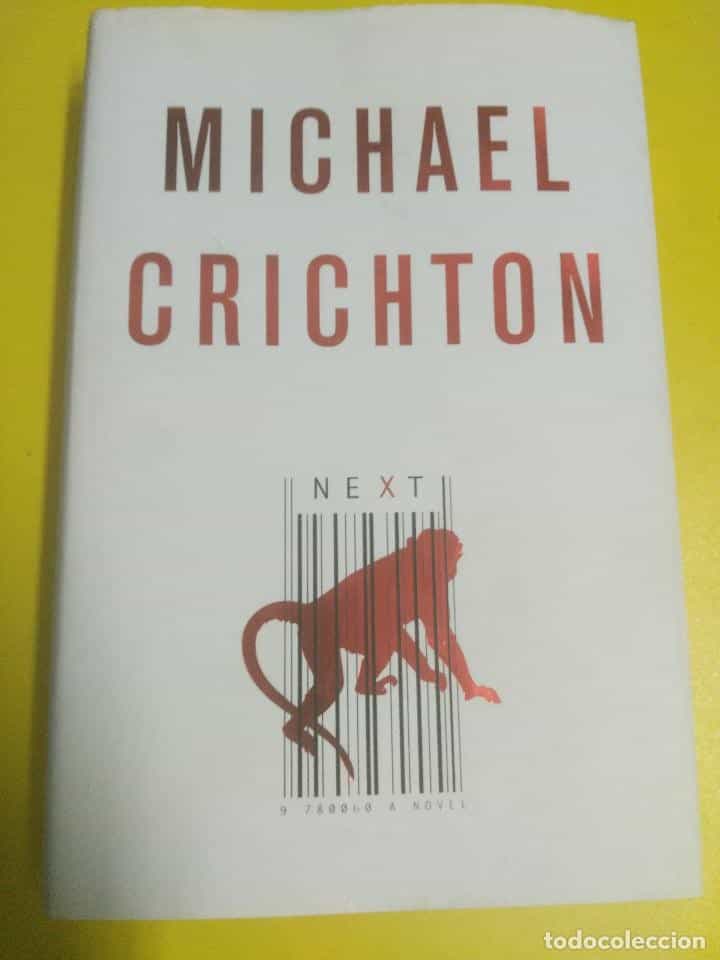 MICHAEL
CRICHTON
NEXT
9 780060 A NOVEL
todocoleccion